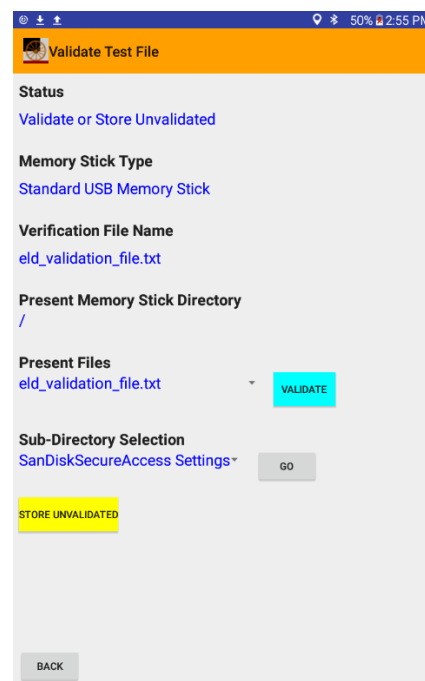 50% 2:55 PM
Validate Test File
Status
Validate or Store Unvalidated
Memory Stick Type
Standard USB Memory Stick
Verification File Name
eld_validation_file.txt
Present Memory Stick Directory
/
Present Files
eld_validation_file.txt
VALIDATE
Sub-Directory Selection
SanDiskSecureAccess Settings
GO
STORE UNVALIDATED
BACK